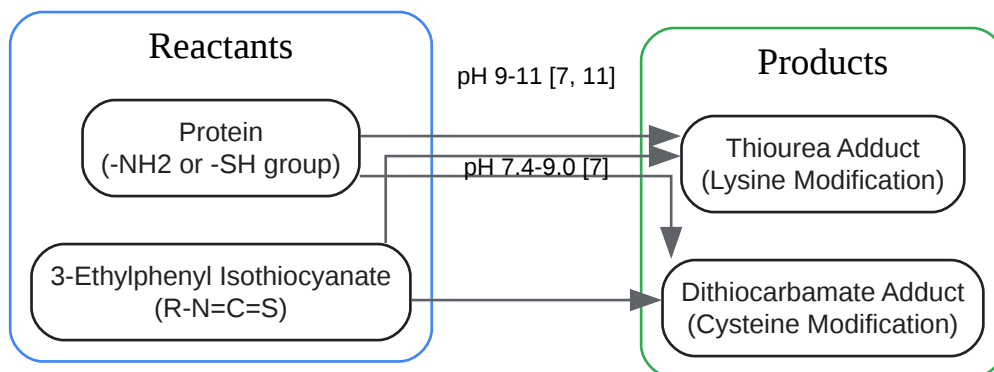 Reactants
Protein
(-NH2 or -SH group)
3-Ethylphenyl Isothiocyanate
(R-N=C=S)
pH 9-11 [7, 11]
pH 7.4-9.0 [7]
Products
Thiourea Adduct
(Lysine Modification)
Dithiocarbamate Adduct
(Cysteine Modification)